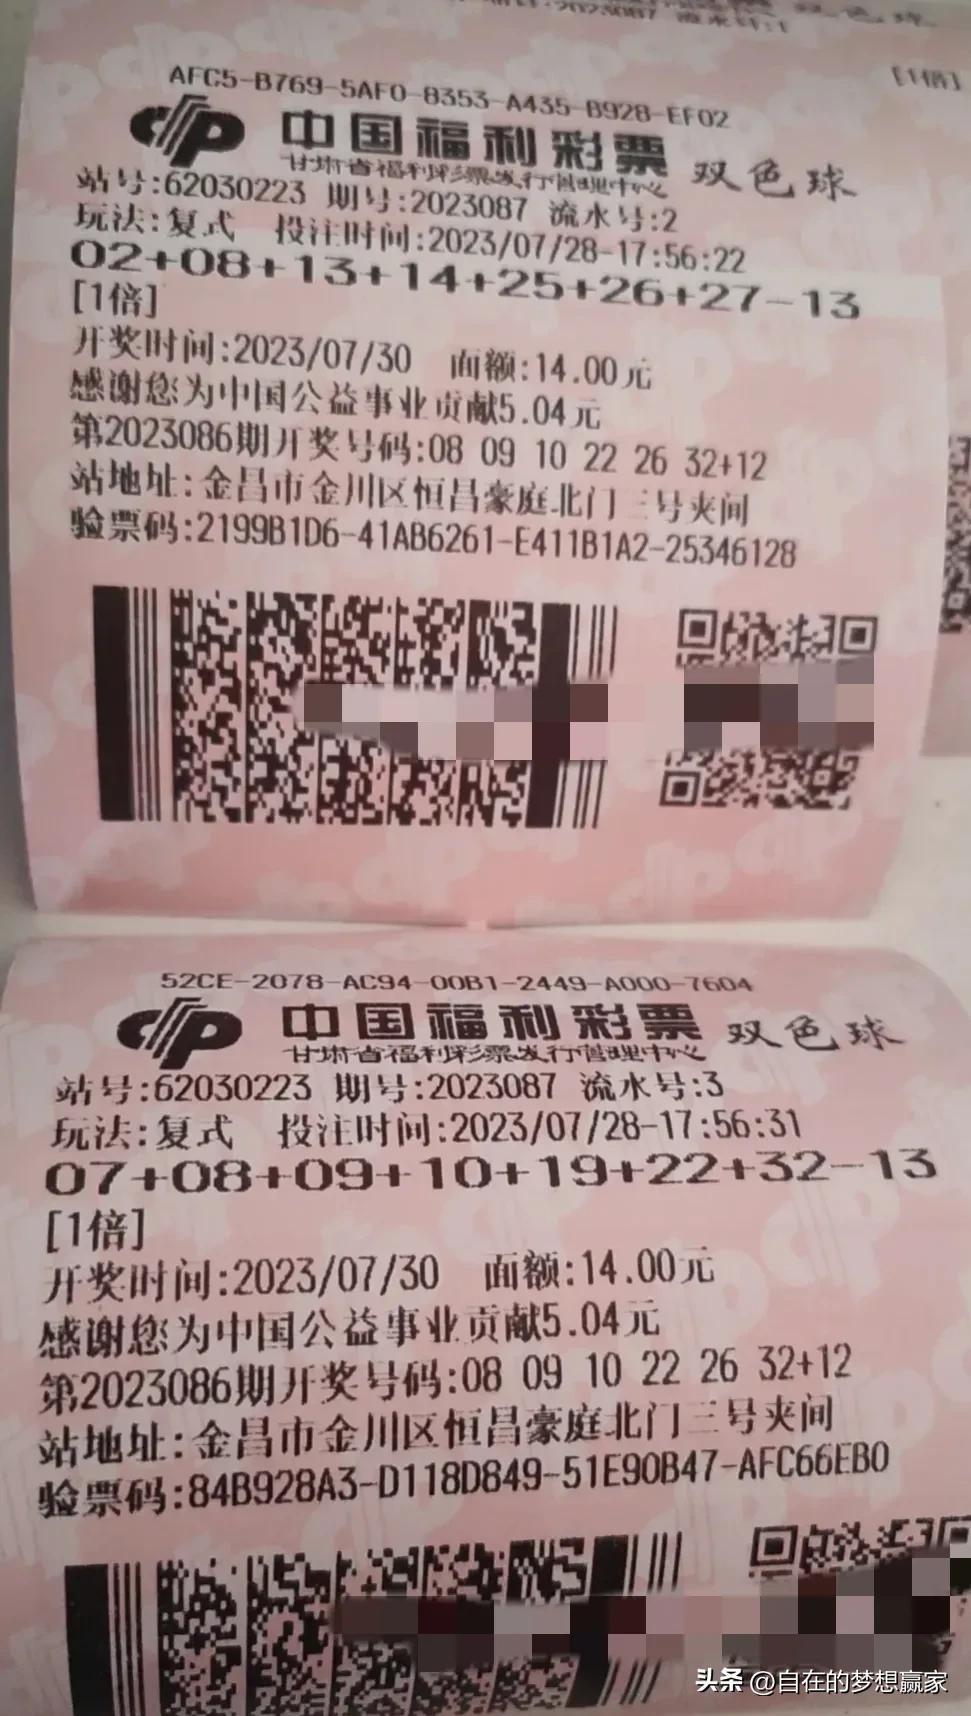 双色球
[1倍]
AFC5-B769-5AF0-8353-A435-B928-EF02
中国福利彩票 双色球
甘肃省福利彩票发行管理中心
站号:62030223 期号:2023087 流水号:2
玩法:复式 投注时间:2023/07/28-17:56:22
02+08+13+14+25+26+27-13
[1倍]
开奖时间:2023/07/30 面额:14.00元
感谢您为中国公益事业贡献5.04元
第2023086期开奖号码:08 09 10 22 26 32+12
站地址:金昌市金川区恒昌豪庭北门三号夹间
验票码:2199B1D6-41AB6261-E411B1A2-25346128
52CE-2078-AC94-00B1-2449-A000-7604
中国福利彩票 双色球
甘肃省福利彩票发行管理中心
站号:62030223 期号:2023087 流水号:3
玩法:复式 投注时间:2023/07/28-17:56:31
07+08+09+10+19+22+32-13
[1倍]
开奖时间:2023/07/30 面额:14.00元
感谢您为中国公益事业贡献5.04元
第2023086期开奖号码:08 09 10 22 26 32+12
站地址:金昌市金川区恒昌豪庭北门三号夹间
验票码:84B928A3-D118D849-51E90B47-AFC66EB0
头条 @自在的梦想赢家